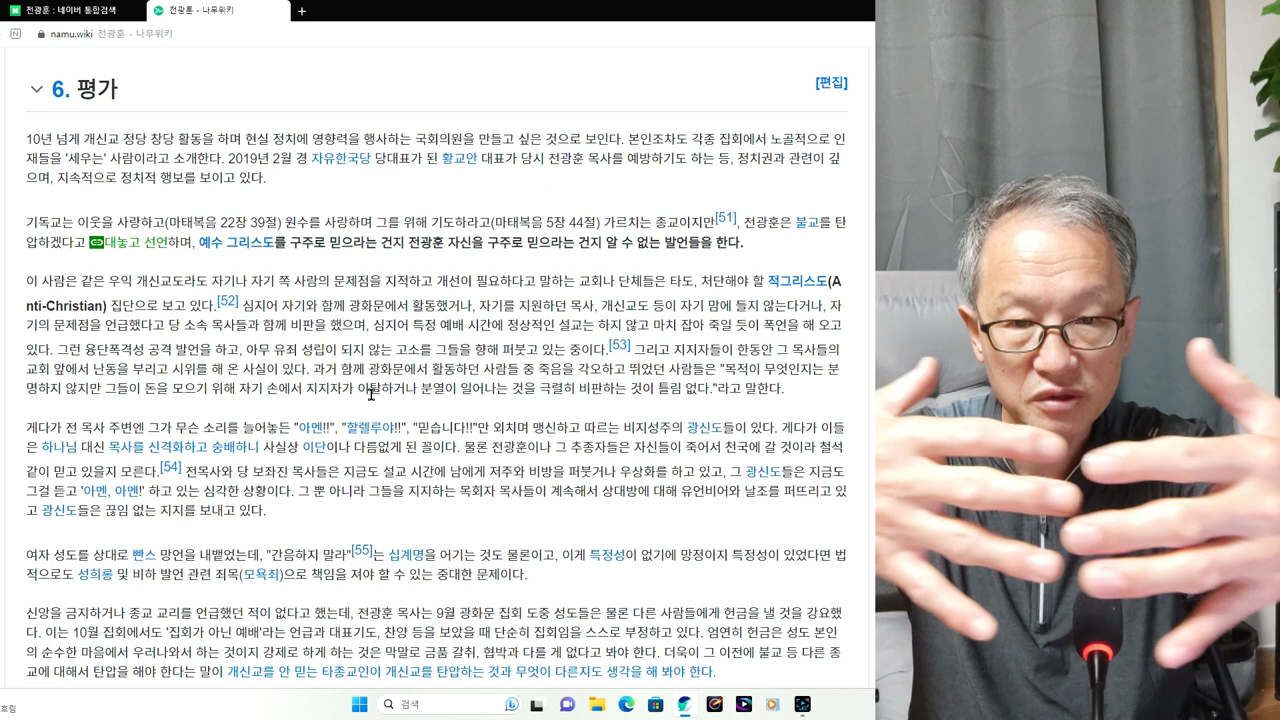 전광훈 : 네이버 통합검색
전광훈 - 나무위키
namu.wiki 전광훈 - 나무위키
6. 평가
[편집]
10년 넘게 개신교 정당 창당 활동을 하며 현실 정치에 영향력을 행사하는 국회의원을 만들고 싶은 것으로 보인다. 본인조차도 각종 집회에서 노골적으로 인
재들을 '세우는' 사람이라고 소개한다. 2019년 2월 경 자유한국당 당대표가 된 황교안 대표가 당시 전광훈 목사를 예방하기도 하는 등, 정치권과 관련이 깊
으며, 지속적으로 정치적 행보를 보이고 있다.
기독교는 이웃을 사랑하고(마태복음 22장 39절) 원수를 사랑하며 그를 위해 기도하라고(마태복음 5장 44절) 가르치는 종교이지만[51], 전광훈은 불교를 탄
압하겠다고 대놓고 선언하며, 예수 그리스도를 구주로 믿으라는 건지 전광훈 자신을 구주로 믿으라는 건지 알 수 없는 발언들을 한다.
이 사람은 같은 우익 개신교도라도 자기나 자기 쪽 사람의 문제점을 지적하고 개선이 필요하다고 말하는 교회나 단체들은 타도, 처단해야 할 적그리스도(A
nti-Christian) 집단으로 보고 있다.[52] 심지어 자기와 함께 광화문에서 활동했거나, 자기를 지원하던 목사, 개신교도 등이 자기 맘에 들지 않는다거나, 자
기의 문제점을 언급했다고 당 소속 목사들과 함께 비판을 했으며, 심지어 특정 예배 시간에 정상적인 설교는 하지 않고 마치 잡아 죽일 듯이 폭언을 해 오고
있다. 그런 융단폭격성 공격 발언을 하고, 아무 유죄 성립이 되지 않는 고소를 그들을 향해 퍼붓고 있는 중이다.[53] 그리고 지지자들이 한동안 그 목사들의
교회 앞에서 난동을 부리고 시위를 해 온 사실이 있다. 과거 함께 광화문에서 활동하던 사람들 중 죽음을 각오하고 뛰었던 사람들은 "목적이 무엇인지는 분
명하지 않지만 그들이 돈을 모으기 위해 자기 손에서 지지자가 이탈하거나 분열이 일어나는 것을 극렬히 비판하는 것이 틀림 없다."라고 말한다.
게다가 전 목사 주변엔 그가 무슨 소리를 늘어놓든 "아멘!!", "할렐루야!!", "믿습니다!!"만 외치며 맹신하고 따르는 비지성주의 광신도들이 있다. 게다가 이들
은 하나님 대신 목사를 신격화하고 숭배하니 사실상 이단이나 다름없게 된 꼴이다. 물론 전광훈이나 그 추종자들은 자신들이 죽어서 천국에 갈 것이라 철석
같이 믿고 있을지 모른다.[54] 전목사와 당 보좌진 목사들은 지금도 설교 시간에 남에게 저주와 비방을 퍼붓거나 우상화를 하고 있고, 그 광신도들은 지금도
그걸 듣고 '아멘, 아멘!' 하고 있는 심각한 상황이다. 그 뿐 아니라 그들을 지지하는 목회자 목사들이 계속해서 상대방에 대해 유언비어와 날조를 퍼뜨리고 있
고 광신도들은 끊임 없는 지지를 보내고 있다.
여자 성도를 상대로 빤스 망언을 내뱉었는데, "간음하지 말라"[55]는 십계명을 어기는 것도 물론이고, 이게 특정성이 없기에 망정이지 특정성이 있었다면 법
적으로도 성희롱 및 비하 발언 관련 죄목(모욕죄)으로 책임을 져야 할 수 있는 중대한 문제이다.
신앙을 금지하거나 종교 교리를 언급했던 적이 없다고 했는데, 전광훈 목사는 9월 광화문 집회 도중 성도들은 물론 다른 사람들에게 헌금을 낼 것을 강요했
다. 이는 10월 집회에서도 '집회가 아닌 예배'라는 언급과 대표기도, 찬양 등을 보았을 때 단순히 집회임을 스스로 부정하고 있다. 엄연히 헌금은 성도 본인
의 순수한 마음에서 우러나와서 하는 것이지 강제로 하게 하는 것은 막말로 금품 갈취, 협박과 다를 게 없다고 봐야 한다. 더욱이 그 이전에 불교 등 다른 종
교에 대해서 탄압을 해야 한다는 말이 개신교를 안 믿는 타종교인이 개신교를 탄압하는 것과 무엇이 다른지도 생각을 해 봐야 한다.
흐림
검색